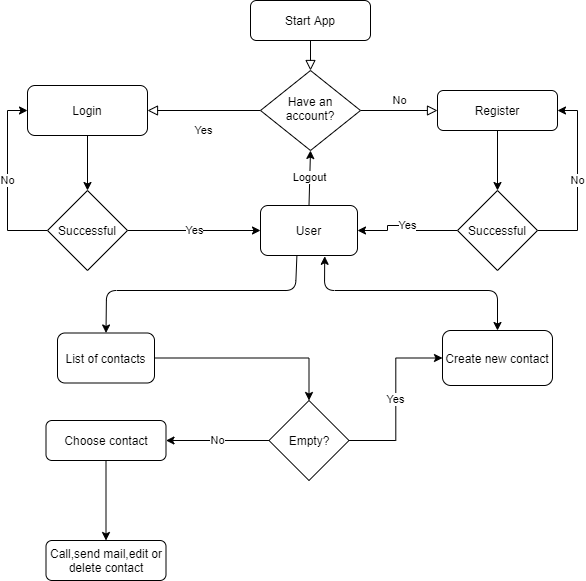 Start App
Have an
account?
No
Login
Register
Yes
No
Logout
No
Successful
Yes
User
Yes
Successful
List of contacts
Create new contact
Yes
Choose contact
No
Empty?
Call,send mail,edit or
delete contact